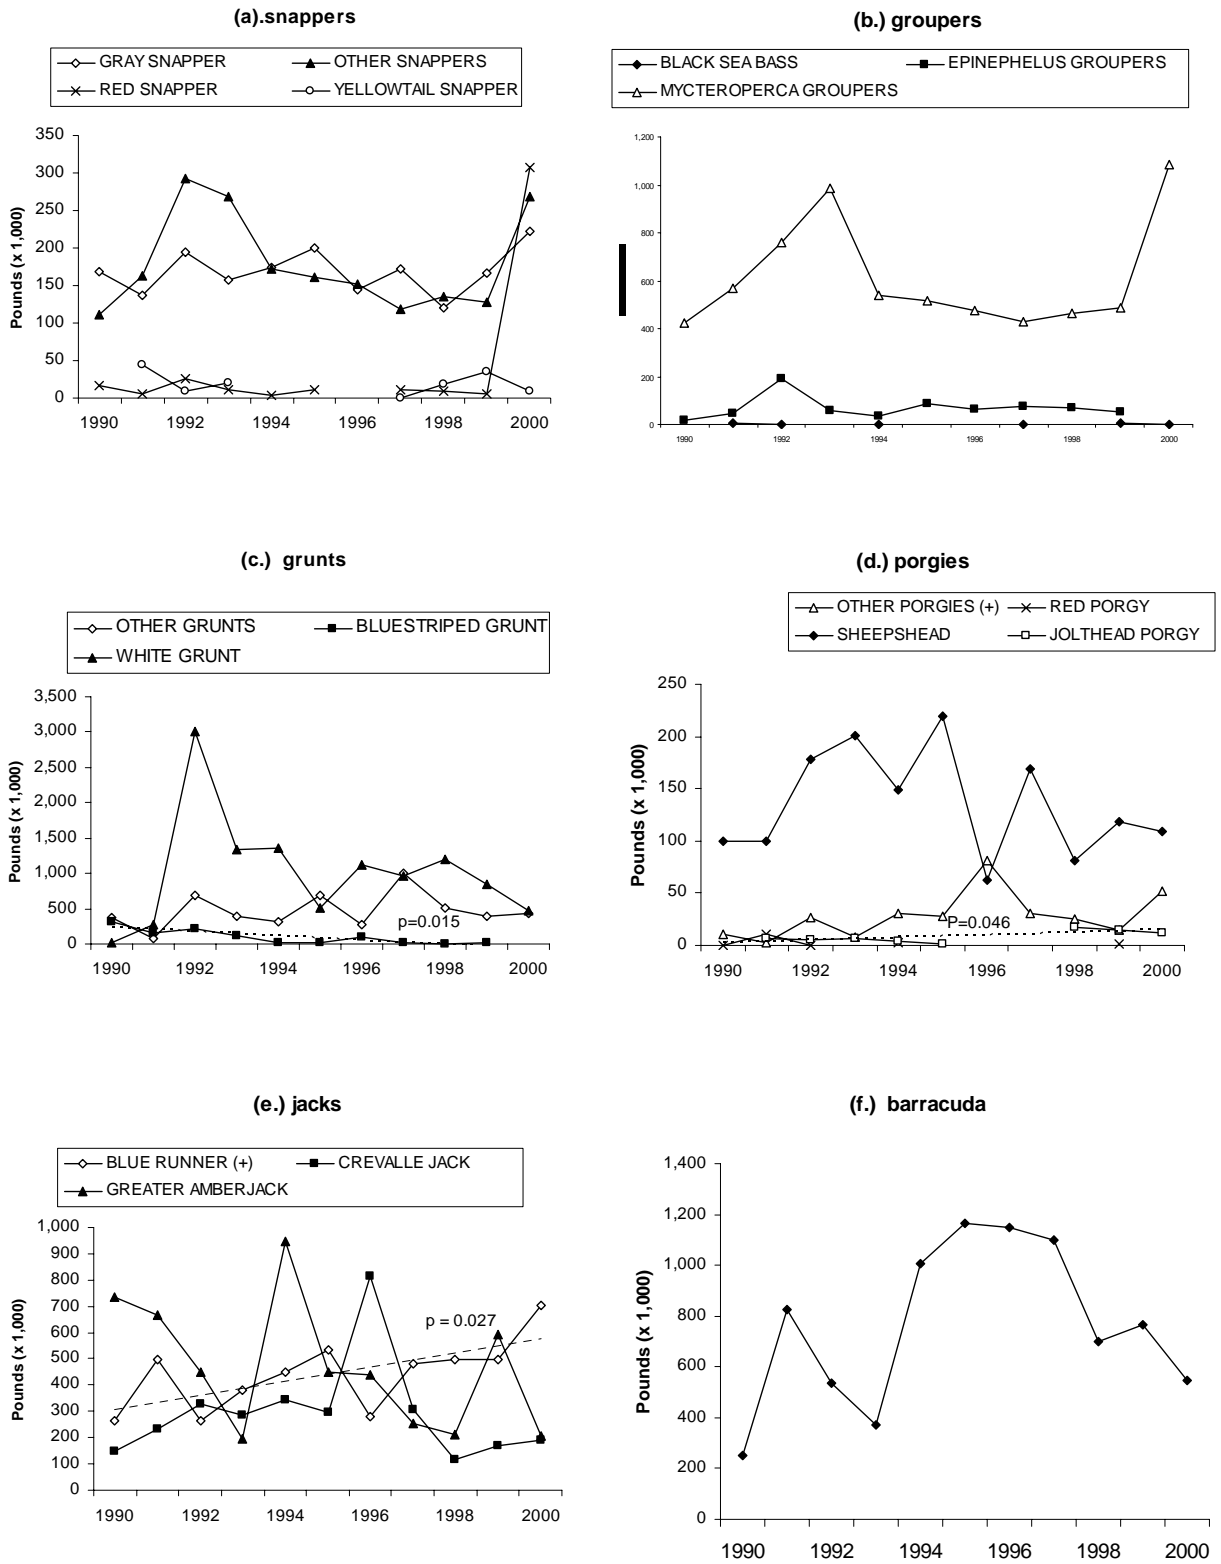 (a).snappers
GRAY SNAPPER OTHER SNAPPERS
RED SNAPPER YELLOWTAIL SNAPPER
350
300
250
200
150
100
50
0
Pounds (x 1,000)
1990 1992 1994 1996 1998 2000
(b.) groupers
BLACK SEA BASS EPINEPHELUS GROUPERS
MYCTEROPERCA GROUPERS
1,200
1,000
800
600
400
200
0
1990 1992 1994 1996 1998 2000
(c.) grunts
OTHER GRUNTS BLUESTRIPED GRUNT
WHITE GRUNT
3,500
3,000
2,500
2,000
1,500
1,000
500
0
Pounds (x 1,000)
p=0.015
1990 1992 1994 1996 1998 2000
(d.) porgies
OTHER PORGIES (+) RED PORGY
SHEEPSHEAD JOLTHEAD PORGY
250
200
150
100
50
0
Pounds (x 1,000)
P=0.046
1990 1992 1994 1996 1998 2000
(e.) jacks
BLUE RUNNER (+) CREVALLE JACK
GREATER AMBERJACK
1,000
900
800
700
600
500
400
300
200
100
0
Pounds (x 1,000)
p = 0.027
1990 1992 1994 1996 1998 2000
(f.) barracuda
1,400
1,200
1,000
800
600
400
200
0
Pounds (x 1,000)
1990 1992 1994 1996 1998 2000